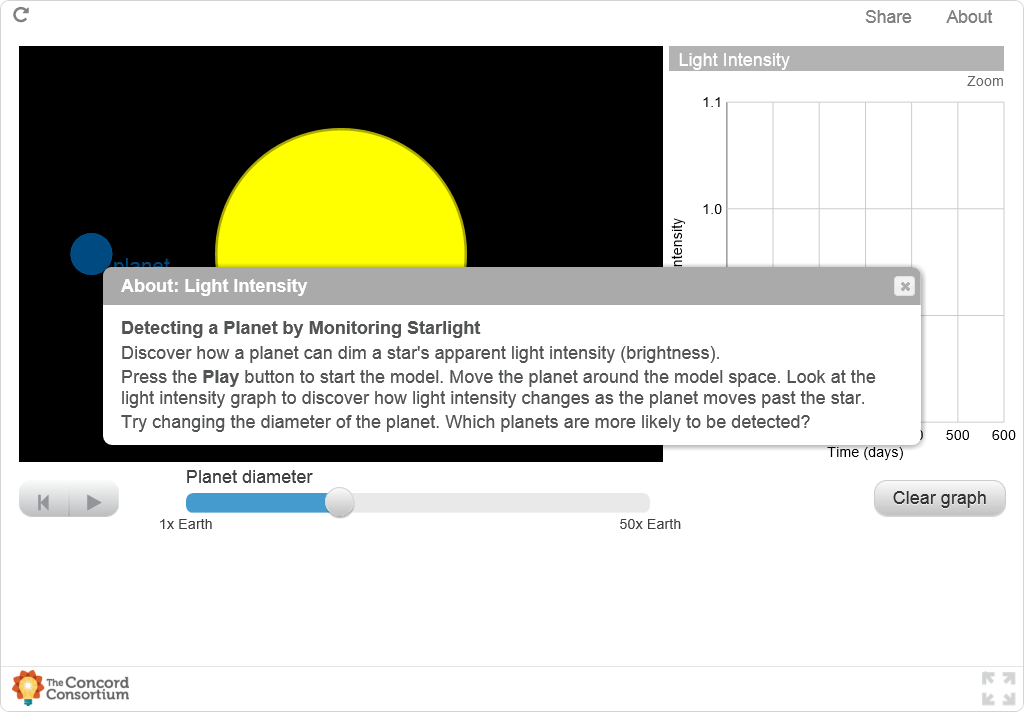 Share About
Light Intensity
Zoom
1.1
1.0
planet
About: Light Intensity
Detecting a Planet by Monitoring Starlight
Discover how a planet can dim a star's apparent light intensity (brightness).
Press the Play button to start the model. Move the planet around the model space. Look at the
light intensity graph to discover how light intensity changes as the planet moves past the star.
Try changing the diameter of the planet. Which planets are more likely to be detected?
500 600
Time (days)
Planet diameter
1x Earth 50x Earth
Clear graph
The Concord
Consortium